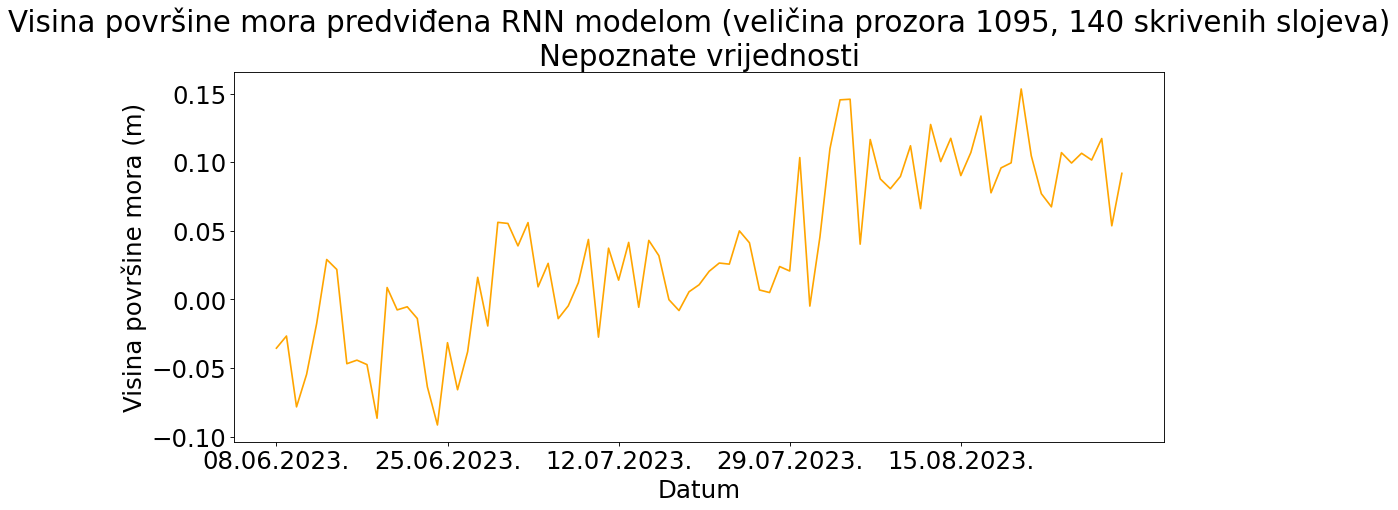 Visina površine mora predviđena RNN modelom (veličina prozora 1095, 140 skrivenih slojeva)
Nepoznate vrijednosti
Visina površine mora (m)
0.15
0.10
0.05
0.00
−0.05
−0.10
08.06.2023. 25.06.2023. 12.07.2023. 29.07.2023. 15.08.2023.
Datum